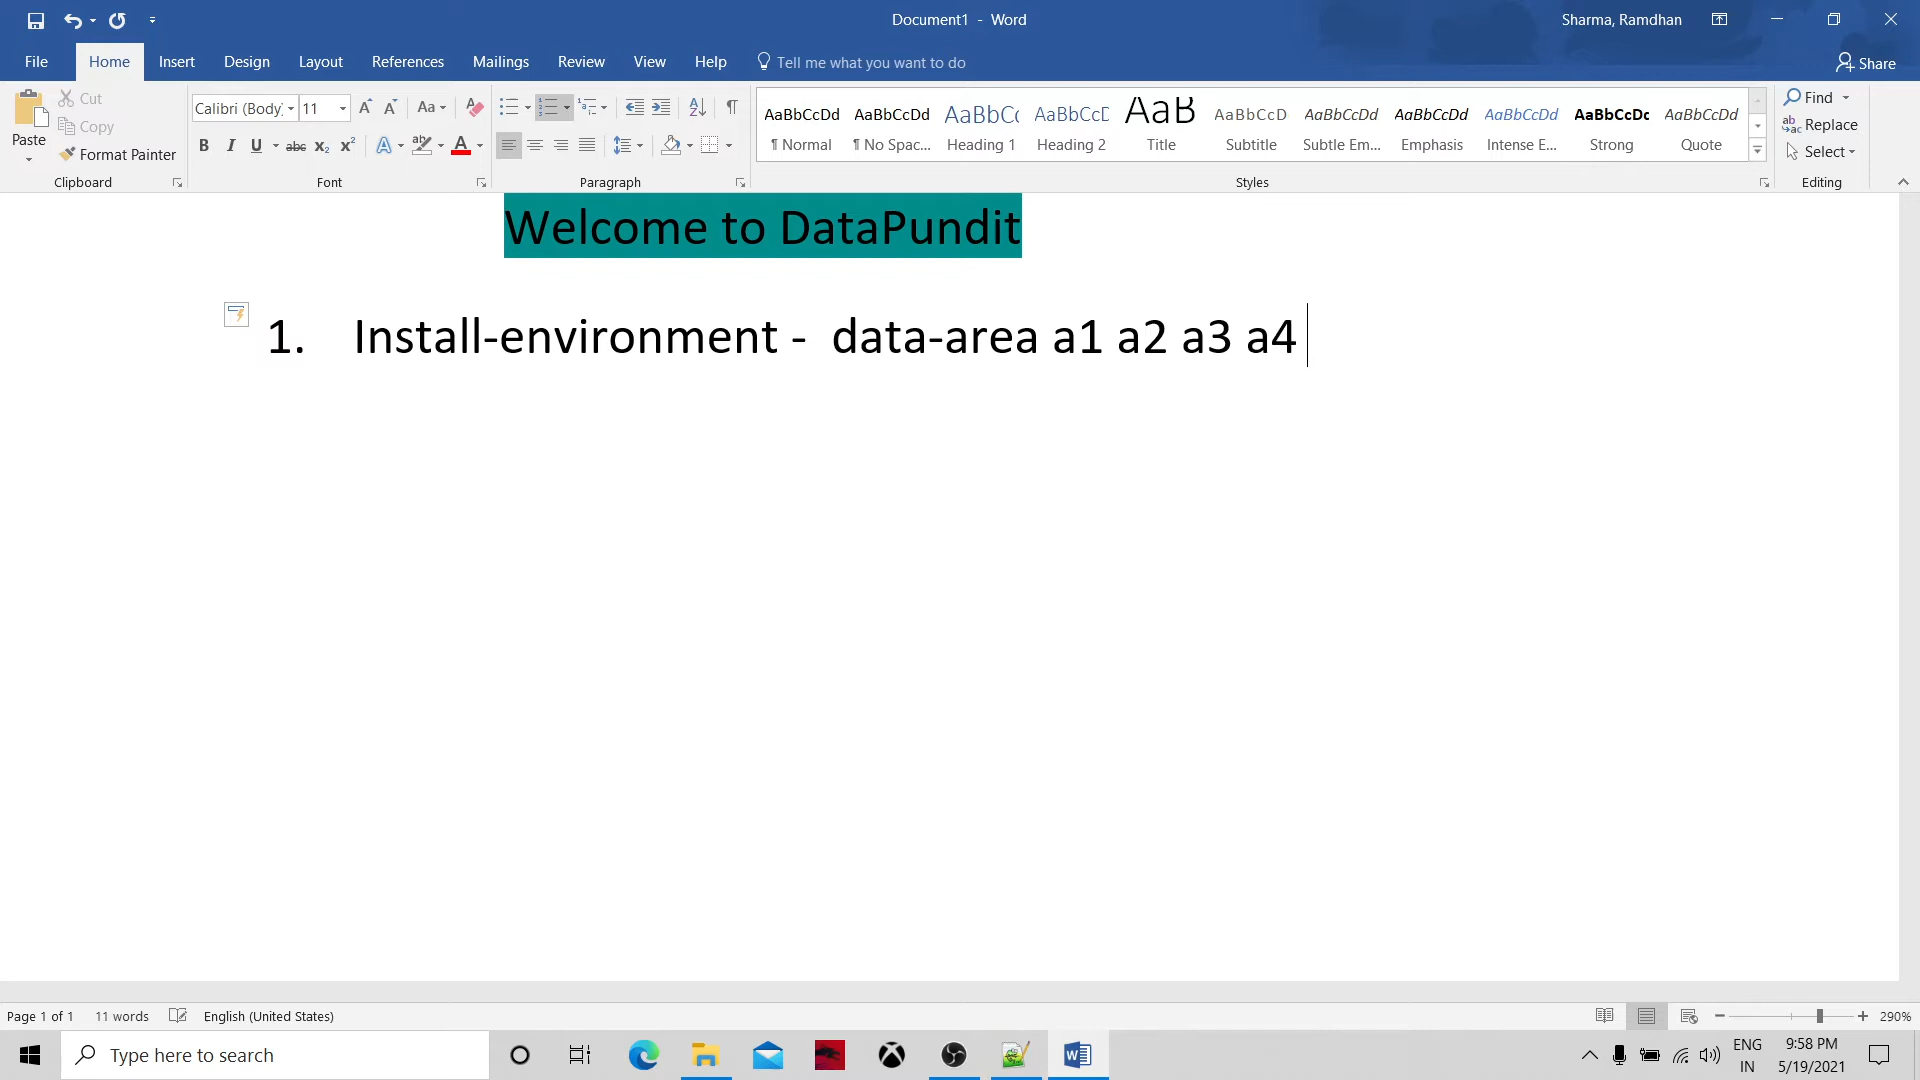 Document1 - Word
Sharma, Ramdhan
File Home Insert Design Layout References Mailings Review View Help Tell me what you want to do Share
Paste
Cut
Copy
Format Painter
Clipboard
Calibri (Body) 11
Aa
B I U abc x₂ x² A ab A
Font
Paragraph
AaBbCcDd AaBbCcDd AaBbCc AaBbCcD AaB AaBbCcD AaBbCcDd AaBbCcDd AaBbCcDd AaBbCcDc AaBbCcDd
¶ Normal ¶ No Spac... Heading 1 Heading 2 Title Subtitle Subtle Em... Emphasis Intense E... Strong Quote
Styles
Find
Replace
Select
Editing
Welcome to DataPundit
1. Install-environment - data-area a1 a2 a3 a4
Page 1 of 1 11 words English (United States) 290%
Type here to search
ENG
IN
9:58 PM
5/19/2021